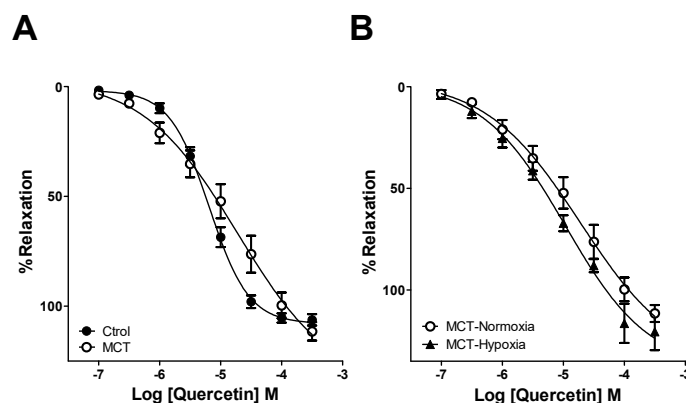 A
B
% Relaxation
0
50
100
Ctrol
MCT
-7
-6
-5
-4
-3
Log [Quercetin] M
% Relaxation
0
50
100
MCT-Normoxia
MCT-Hypoxia
-7
-6
-5
-4
-3
Log [Quercetin] M